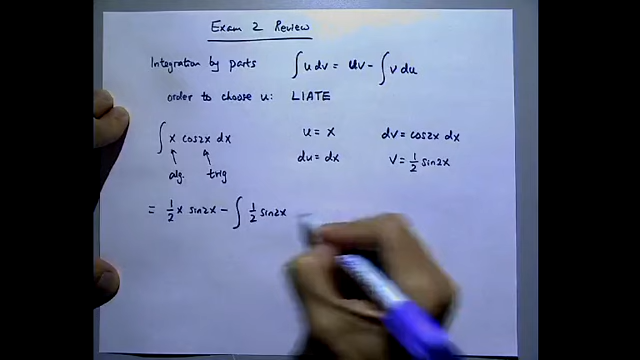 Exam 2 Review
Integration by parts ∫ u dv = uv - ∫ v du
order to choose u: LIATE
∫ x cos2x dx u = x dv = cos2x dx
alg. trig du = dx v = 1/2 sin2x
= 1/2 x sin2x - ∫ 1/2 sin2x